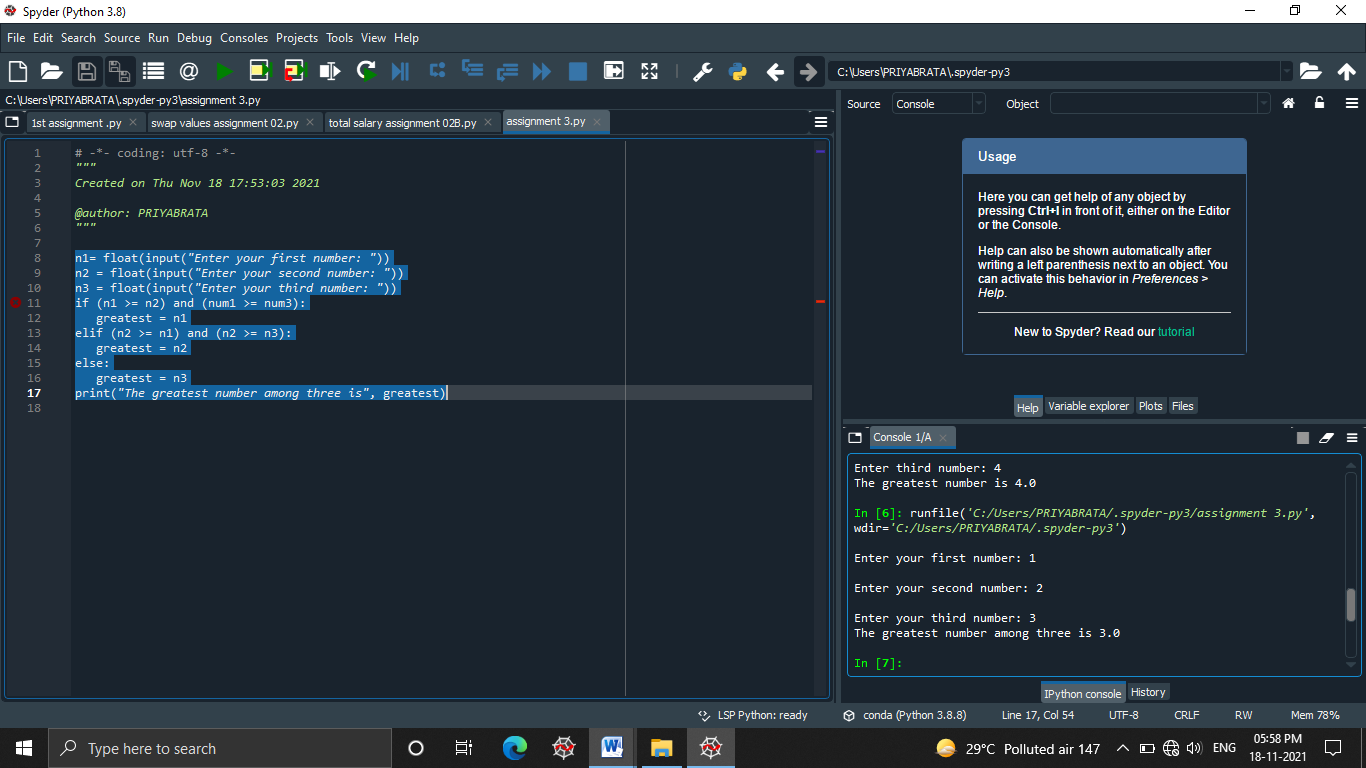 Spyder (Python 3.8)
File Edit Search Source Run Debug Consoles Projects Tools View Help
C:\Users\PRIYABRATA\.spyder-py3
C:\Users\PRIYABRATA\.spyder-py3\assignment 3.py
1st assignment .py
swap values assignment 02.py
total salary assignment 02B.py
assignment 3.py
1 # -*- coding: utf-8 -*-
2 """
3 Created on Thu Nov 18 17:53:03 2021
4
5 @author: PRIYABRATA
6 """
7
8 n1= float(input("Enter your first number: "))
9 n2 = float(input("Enter your second number: "))
10 n3 = float(input("Enter your third number: "))
11 if (n1 >= n2) and (num1 >= num3):
12    greatest = n1
13 elif (n2 >= n1) and (n2 >= n3):
14    greatest = n2
15 else:
16    greatest = n3
17 print("The greatest number among three is", greatest)
18
Source Console Object
Usage
Here you can get help of any object by
pressing Ctrl+I in front of it, either on the Editor
or the Console.
Help can also be shown automatically after
writing a left parenthesis next to an object. You
can activate this behavior in Preferences >
Help.
New to Spyder? Read our tutorial
Help Variable explorer Plots Files
Console 1/A
Enter third number: 4
The greatest number is 4.0
In [6]: runfile('C:/Users/PRIYABRATA/.spyder-py3/assignment 3.py',
wdir='C:/Users/PRIYABRATA/.spyder-py3')
Enter your first number: 1
Enter your second number: 2
Enter your third number: 3
The greatest number among three is 3.0
In [7]:
IPython console History
LSP Python: ready conda (Python 3.8.8) Line 17, Col 54 UTF-8 CRLF RW Mem 78%
Type here to search
29°C Polluted air 147
ENG
05:58 PM
18-11-2021